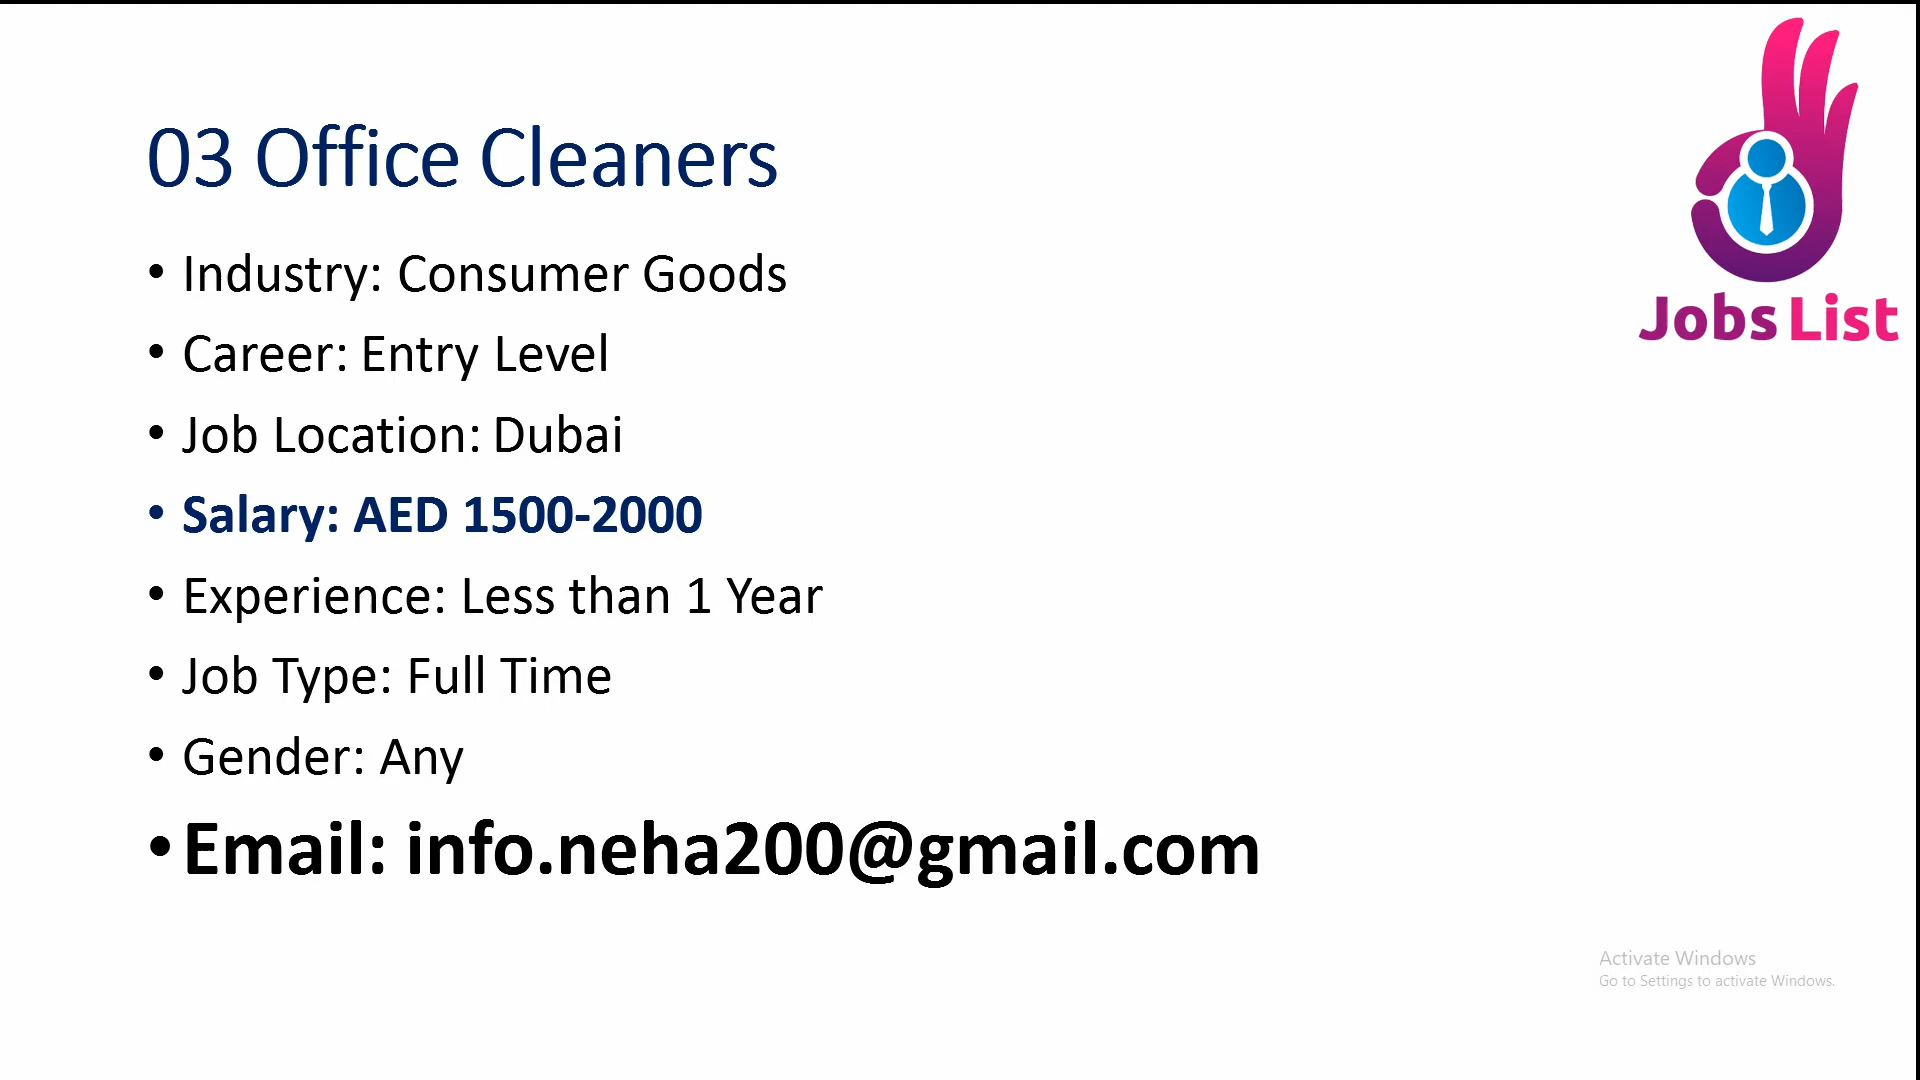 03 Office Cleaners
• Industry: Consumer Goods
• Career: Entry Level
• Job Location: Dubai
• Salary: AED 1500-2000
• Experience: Less than 1 Year
• Job Type: Full Time
• Gender: Any
• Email: info.neha200@gmail.com
Jobs List
Activate Windows
Go to Settings to activate Windows.